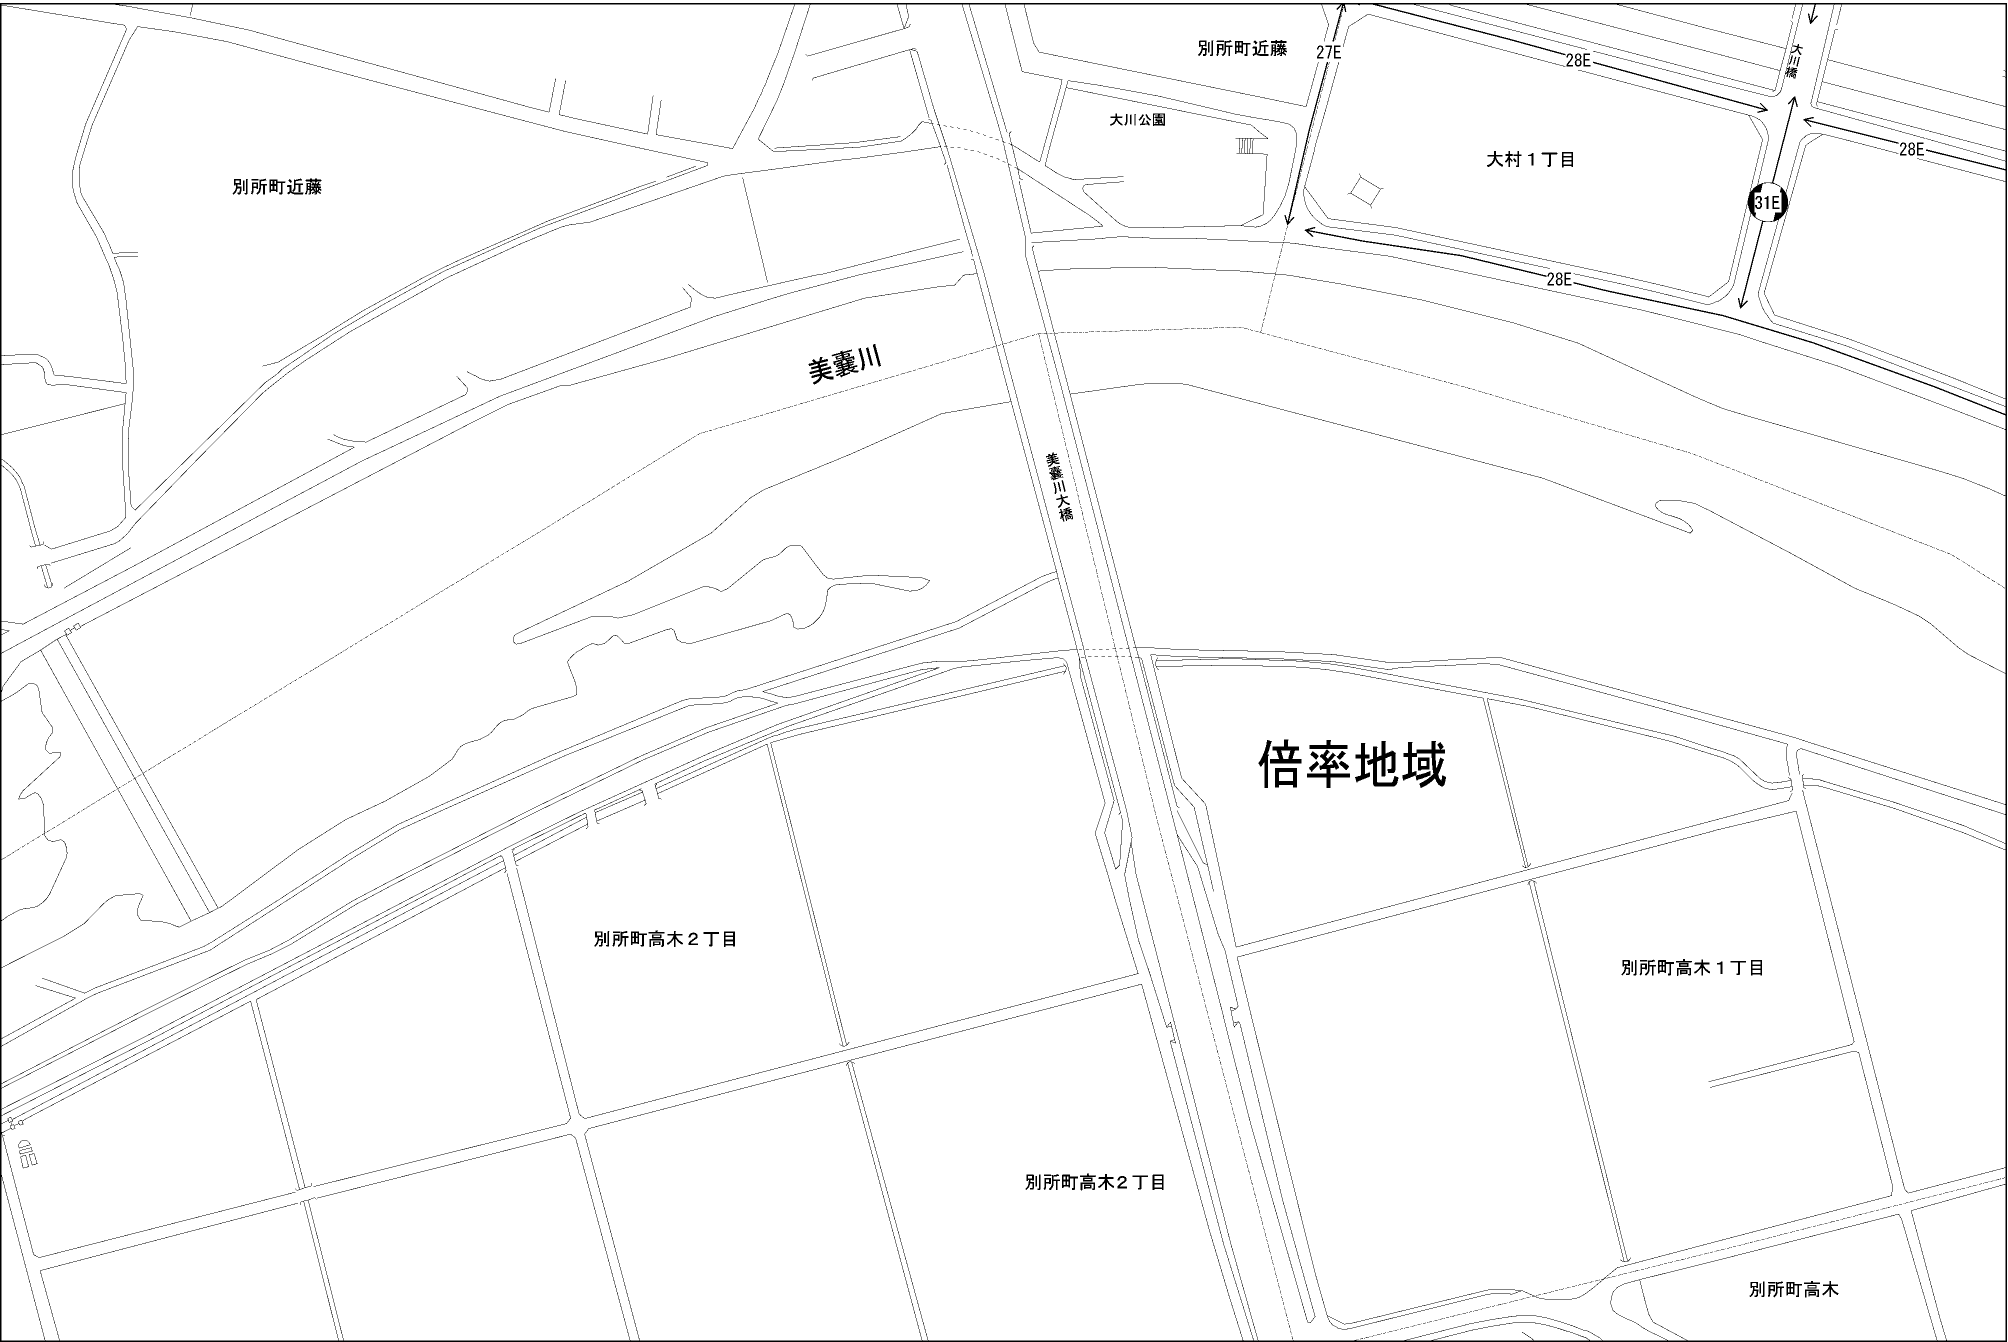 別所町近藤
27E
28E
大川橋
大川公園
大村１丁目
28E
別所町近藤
31E
28E
美嚢川
美嚢川大橋
倍率地域
別所町高木２丁目
別所町高木１丁目
別所町高木２丁目
別所町高木